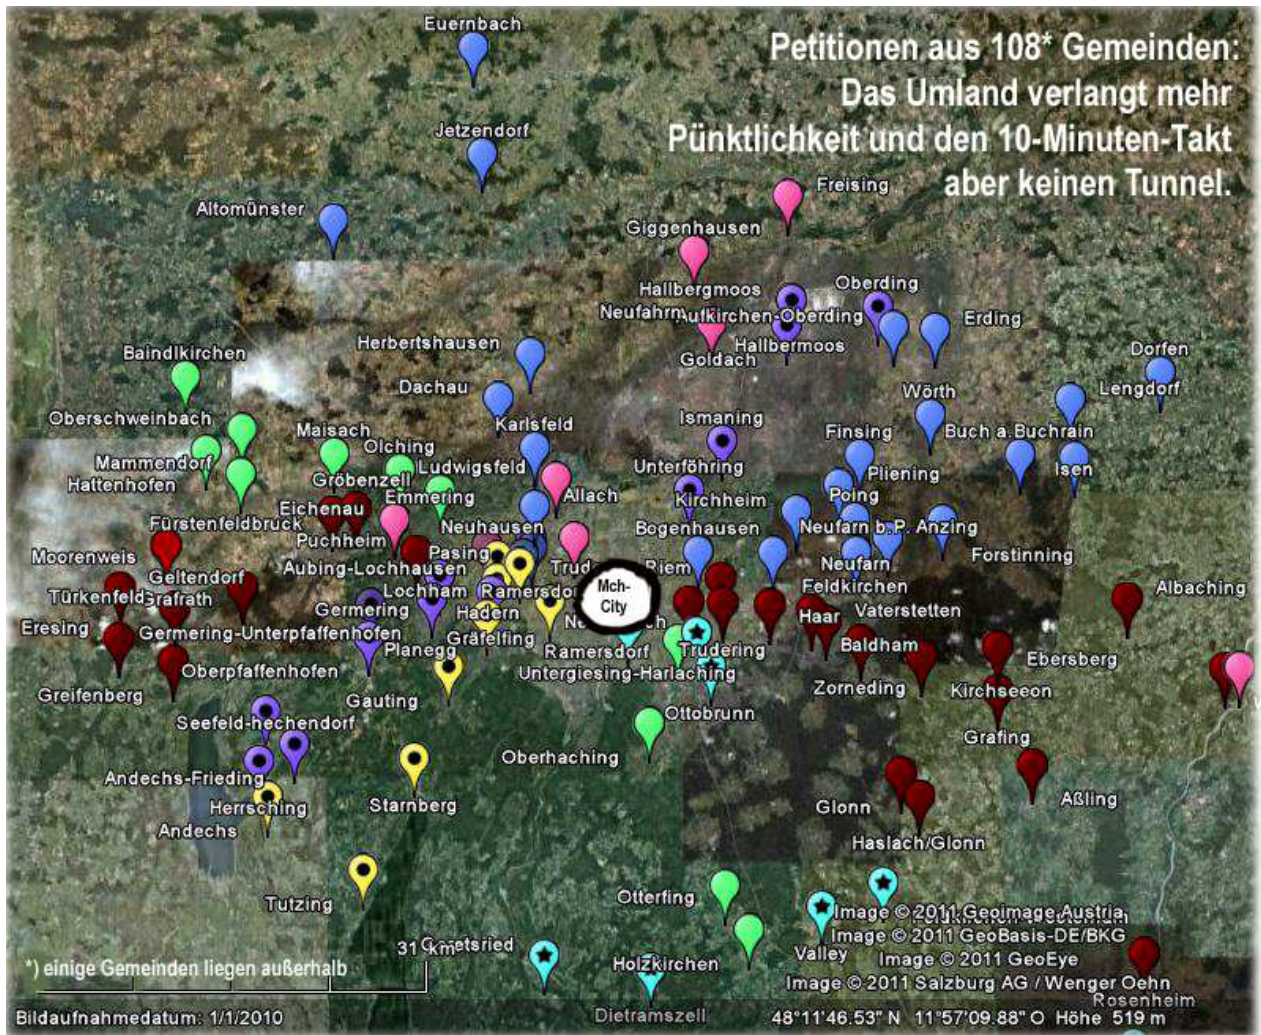 Euernbach
Petitionen aus 108* Gemeinden:
Das Umland verlangt mehr
Pünktlichkeit und den 10-Minuten-Takt
aber keinen Tunnel.
Jetzendorf
Altomünster
Freising
Giggenhausen
Hallbergmoos
Oberding
Neufahrn
Aufkirchen-Oberding
Erding
Herbertshausen
Goldach
Hallbermoos
Baindlkirchen
Dorfen
Dachau
Wörth
Lengdorf
Oberschweinbach
Karlsfeld
Ismaning
Maisach
Olching
Finsing
Buch a.Buchrain
Mammendorf
Ludwigsfeld
Unterföhring
Pliening
Isen
Hattenhofen
Gröbenzell
Emmering
Allach
Kirchheim
Poing
Eichenau
Fürstenfeldbruck
Neuhausen
Bogenhausen
Neufarn b.P.
Anzing
Puchheim
Moorenweis
Pasing
Forstinning
Aubing-Lochhausen
Trud
Riem
Neufarn
Geltendorf
Lochham
Ramersdor
Mch-
City
Feldkirchen
Albaching
Türkenfeld
Grafrath
Germering
Hadern
Haar
Vaterstetten
Eresing
Germering-Unterpfaffenhofen
Gräfelfing
Planegg
Ramersdorf
Trudering
Baldham
Ebersberg
Oberpfaffenhofen
Untergiesing-Harlaching
Greifenberg
Gauting
Zorneding
Kirchseeon
Seefeld-hechendorf
Ottobrunn
Grafing
Oberhaching
Andechs-Frieding
Herrsching
Starnberg
Glonn
Aßling
Andechs
Haslach/Glonn
Tutzing
Otterfing
Image © 2011 Geoimage Austria
Image © 2011 GeoBasis-DE/BKG
31 km
Valley
Image © 2011 GeoEye
*) einige Gemeinden liegen außerhalb
Holzkirchen
Image © 2011 Salzburg AG / Wenger Oehn
Rosenheim
Bildaufnahmedatum: 1/1/2010
Dietramszell
48°11'46.53" N 11°57'09.88" O Höhe 519 m